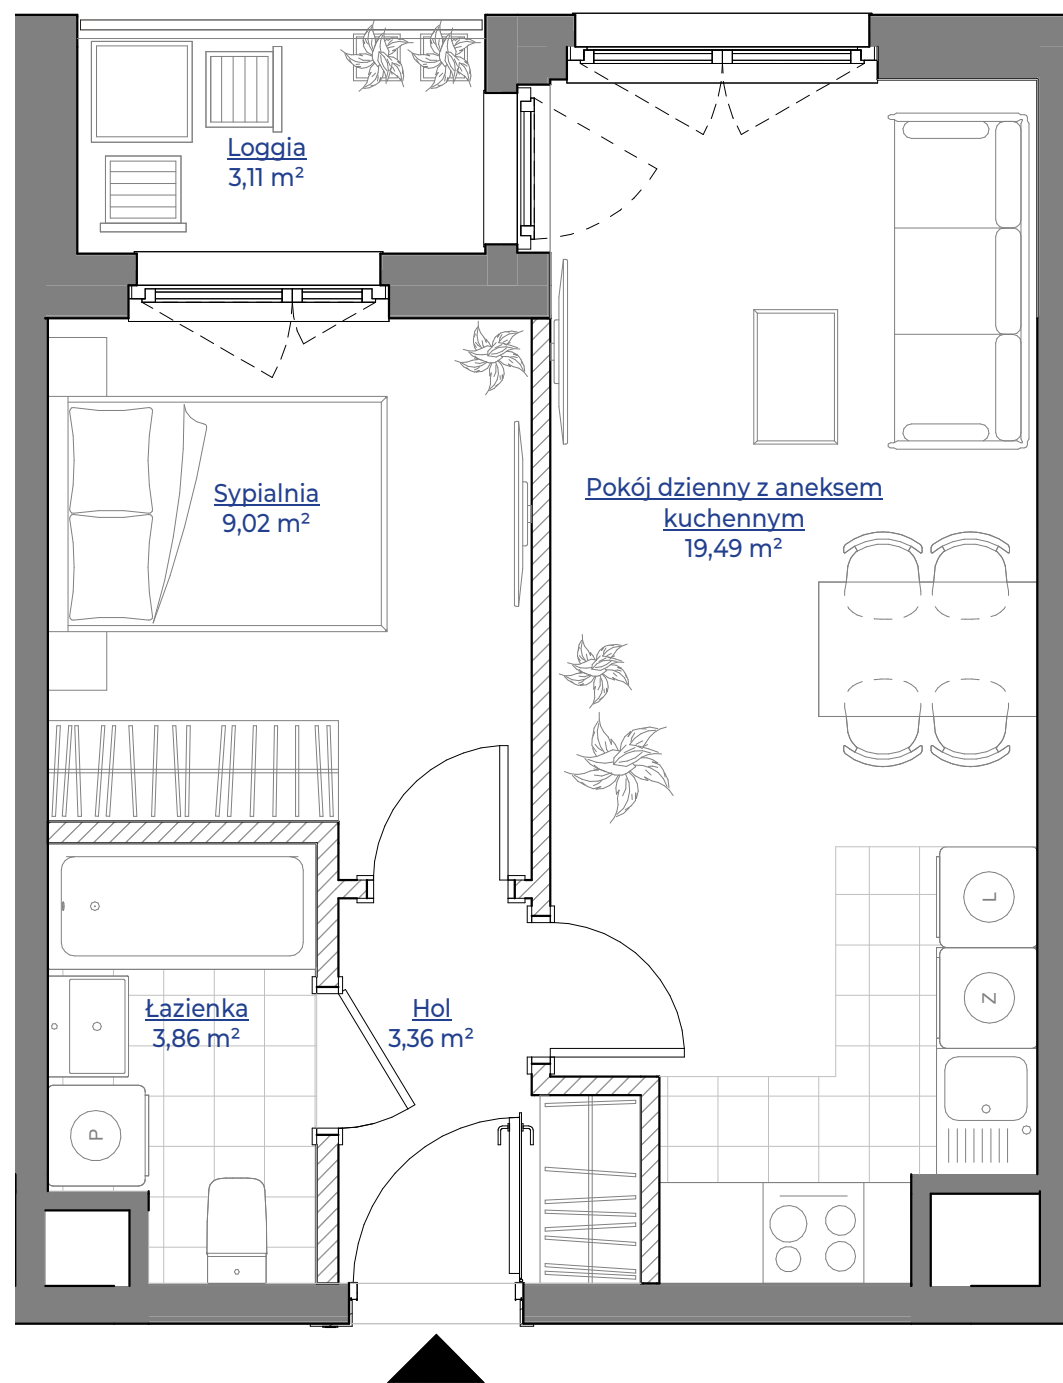 Loggia
3,11 m²
Sypialnia
9,02 m²
Pokój dzienny z aneksem
kuchennym
19,49 m²
L
Z
Łazienka
3,86 m²
Hol
3,36 m²
P